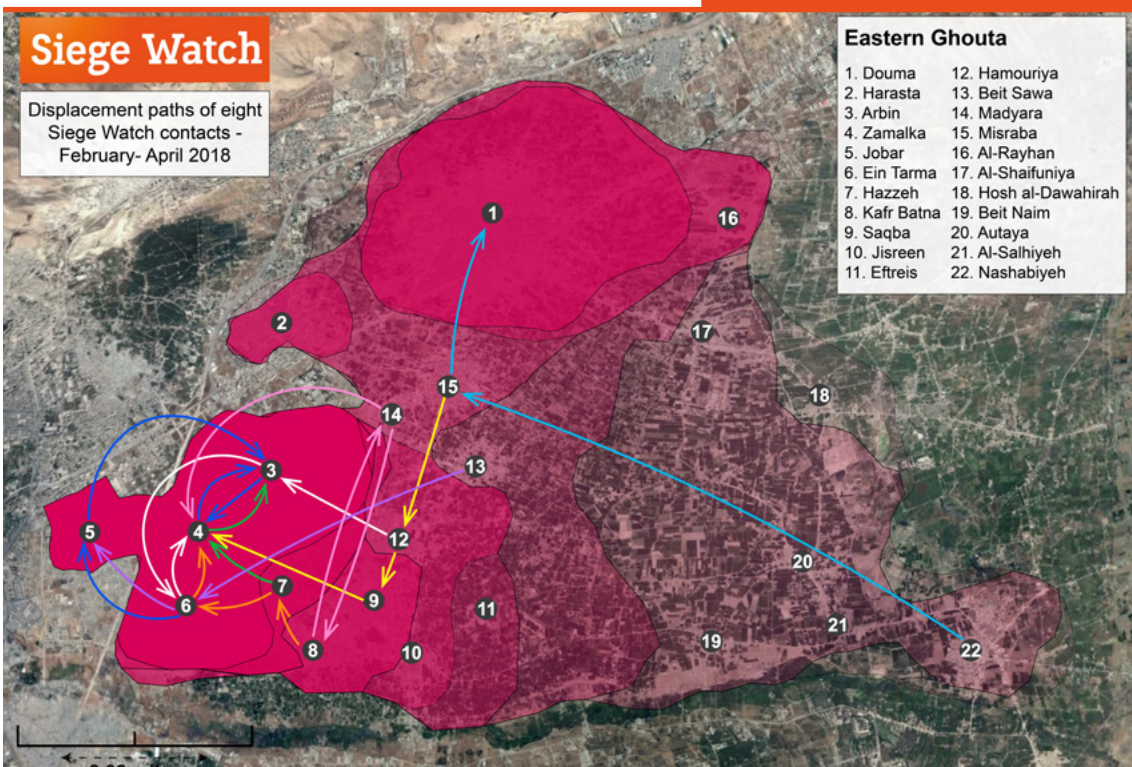 Siege Watch
Displacement paths of eight
Siege Watch contacts -
February- April 2018
Eastern Ghouta
1. Douma
2. Harasta
3. Arbin
4. Zamalka
5. Jobar
6. Ein Tarma
7. Hazzeh
8. Kafr Batna
9. Saqba
10. Jisreen
11. Eftreis
12. Hamouriya
13. Beit Sawa
14. Madyara
15. Misraba
16. Al-Rayhan
17. Al-Shaifuniya
18. Hosh al-Dawahirah
19. Beit Naim
20. Autaya
21. Al-Salhiyeh
22. Nashabiyeh
1
16
2
17
15
18
14
3
13
5
4
12
20
7
9
6
11
21
8
10
19
22